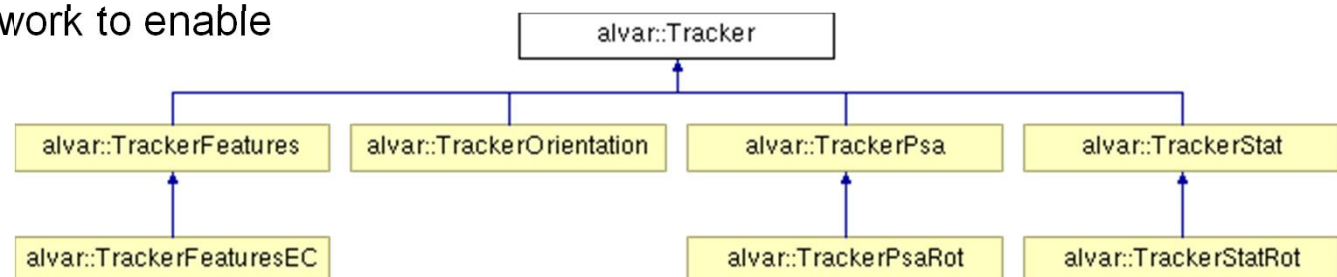 work to enable
alvar::Tracker
alvar::TrackerFeatures
alvar::TrackerOrientation
alvar::TrackerPsa
alvar::TrackerStat
alvar::TrackerFeaturesEC
alvar::TrackerPsaRot
alvar::TrackerStatRot